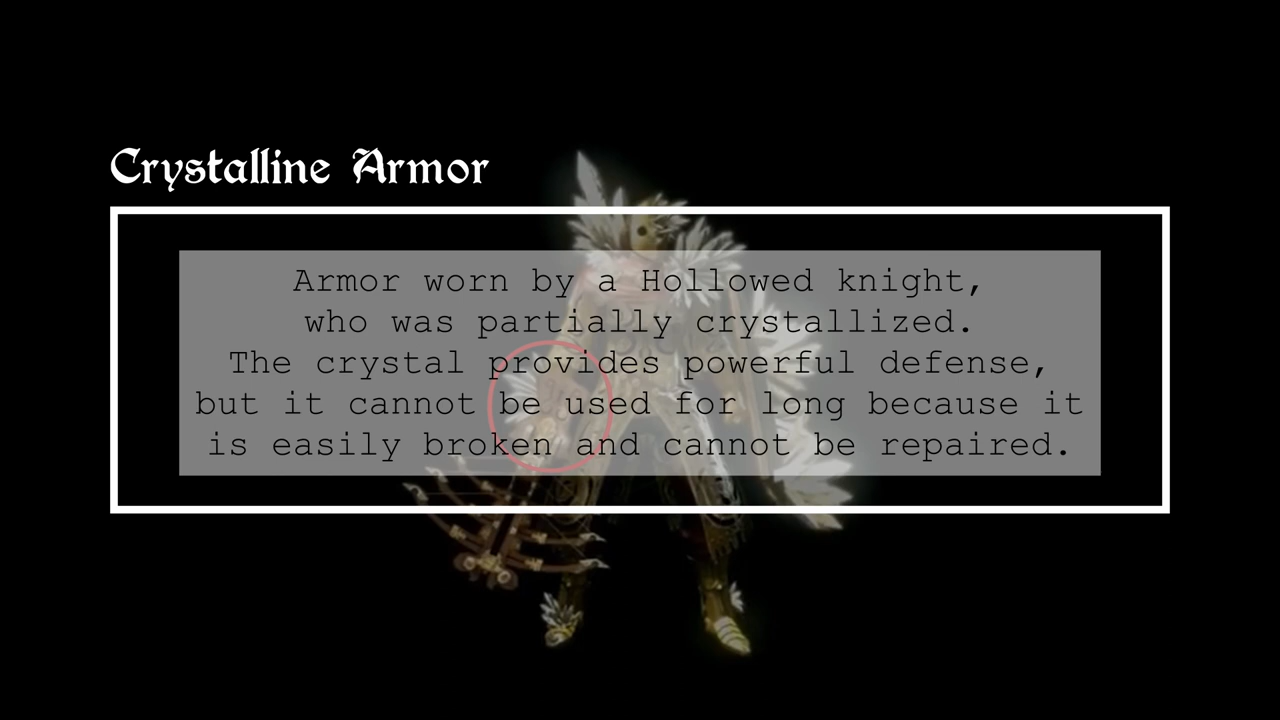 Crystalline Armor
Armor worn by a Hollowed knight,
who was partially crystallized.
The crystal provides powerful defense,
but it cannot be used for long because it
is easily broken and cannot be repaired.